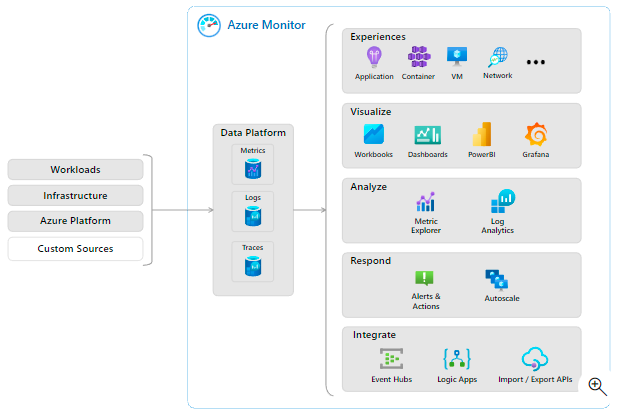 Azure Monitor
Workloads
Infrastructure
Azure Platform
Custom Sources
Data Platform
Metrics
Logs
Traces
Experiences
Application
Container
VM
Network
Visualize
Workbooks
Dashboards
PowerBI
Grafana
Analyze
Metric
Explorer
Log
Analytics
Respond
Alerts &
Actions
Autoscale
Integrate
Event Hubs
Logic Apps
Import / Export APIs